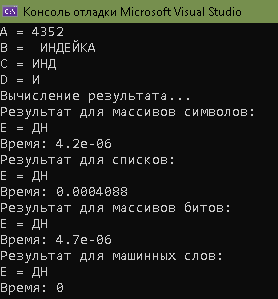 Консоль отладки Microsoft Visual Studio
A = 4352
B =  ИНДЕЙКА
C = ИНД
D = И
Вычисление результата...
Результат для массивов символов:
E = ДН
Время: 4.2e-06
Результат для списков:
E = ДН
Время: 0.0004088
Результат для массивов битов:
E = ДН
Время: 4.7e-06
Результат для машинных слов:
E = ДН
Время: 0